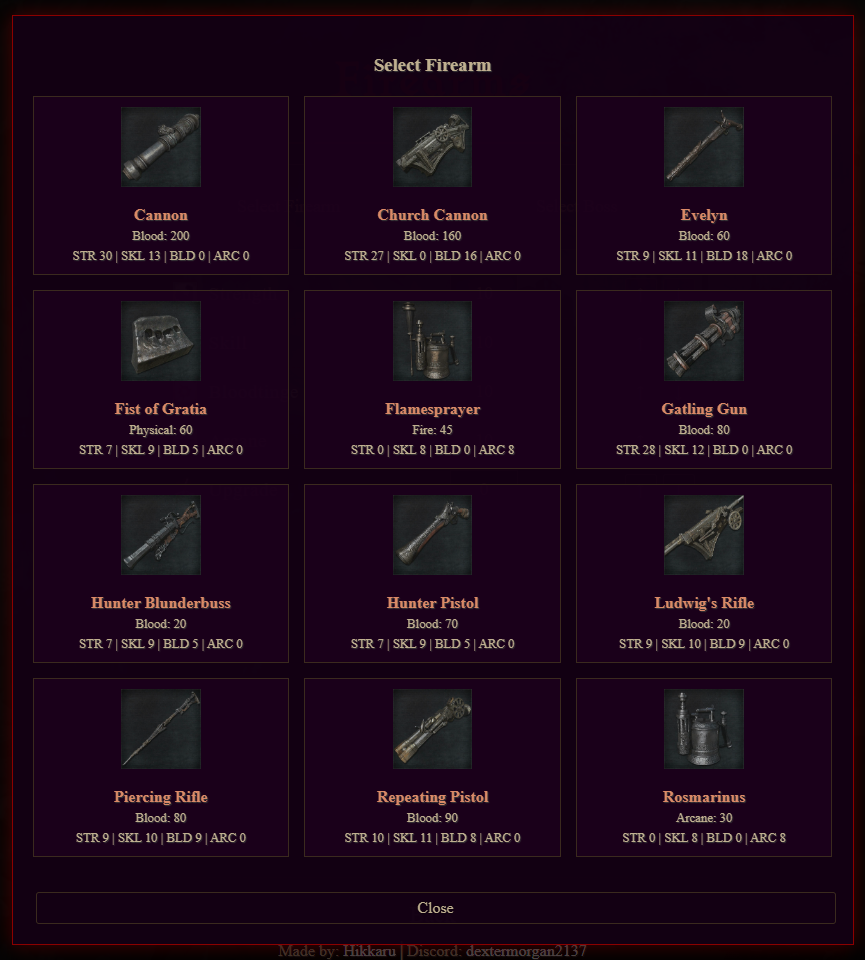 Select Firearm
Cannon
Blood: 200
STR 30 | SKL 13 | BLD 0 | ARC 0
Church Cannon
Blood: 160
STR 27 | SKL 0 | BLD 16 | ARC 0
Evelyn
Blood: 60
STR 9 | SKL 11 | BLD 18 | ARC 0
Fist of Gratia
Physical: 60
STR 7 | SKL 9 | BLD 5 | ARC 0
Flamesprayer
Fire: 45
STR 0 | SKL 8 | BLD 0 | ARC 8
Gatling Gun
Blood: 80
STR 28 | SKL 12 | BLD 0 | ARC 0
Hunter Blunderbuss
Blood: 20
STR 7 | SKL 9 | BLD 5 | ARC 0
Hunter Pistol
Blood: 70
STR 7 | SKL 9 | BLD 5 | ARC 0
Ludwig's Rifle
Blood: 20
STR 9 | SKL 10 | BLD 9 | ARC 0
Piercing Rifle
Blood: 80
STR 9 | SKL 10 | BLD 9 | ARC 0
Repeating Pistol
Blood: 90
STR 10 | SKL 11 | BLD 8 | ARC 0
Rosmarinus
Arcane: 30
STR 0 | SKL 8 | BLD 0 | ARC 8
Close
Made by: Hikkaru | Discord: dextermorgan2137